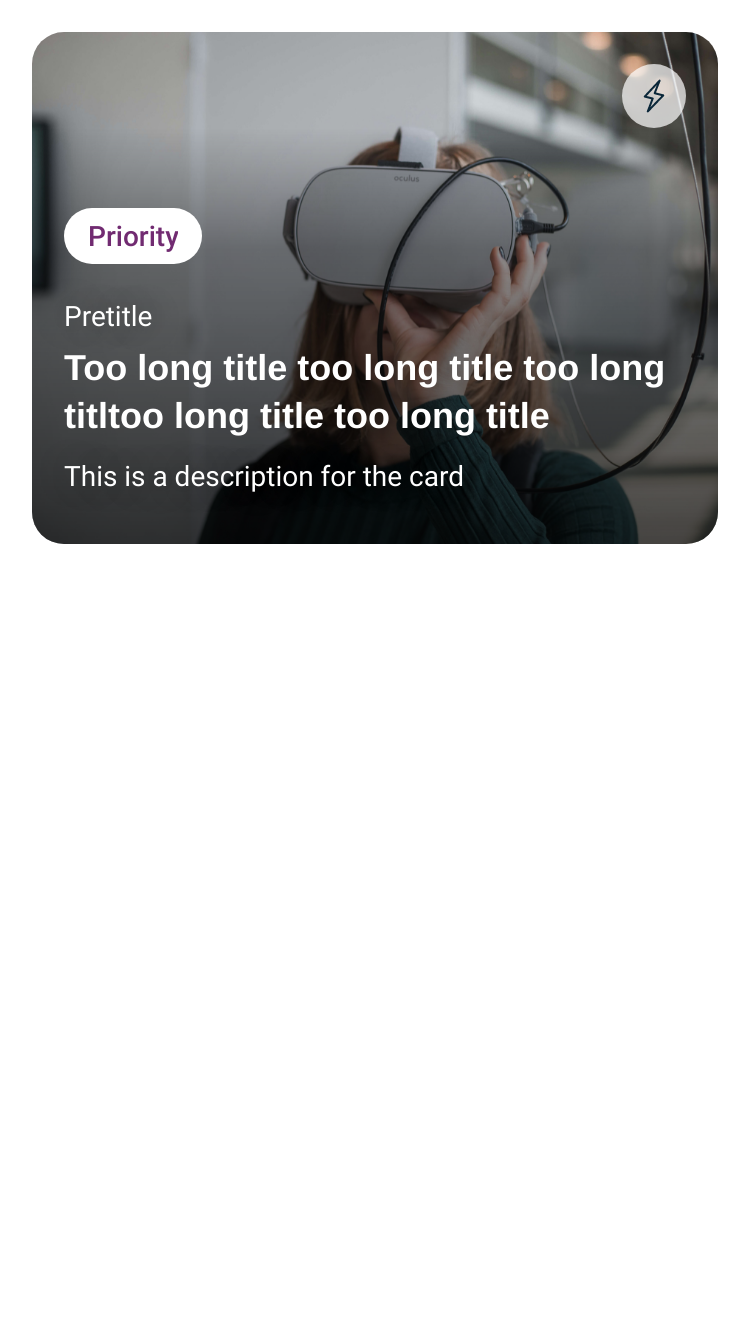 oculus
Priority
Pretitle
Too long title too long title too long
titltoo long title too long title
This is a description for the card